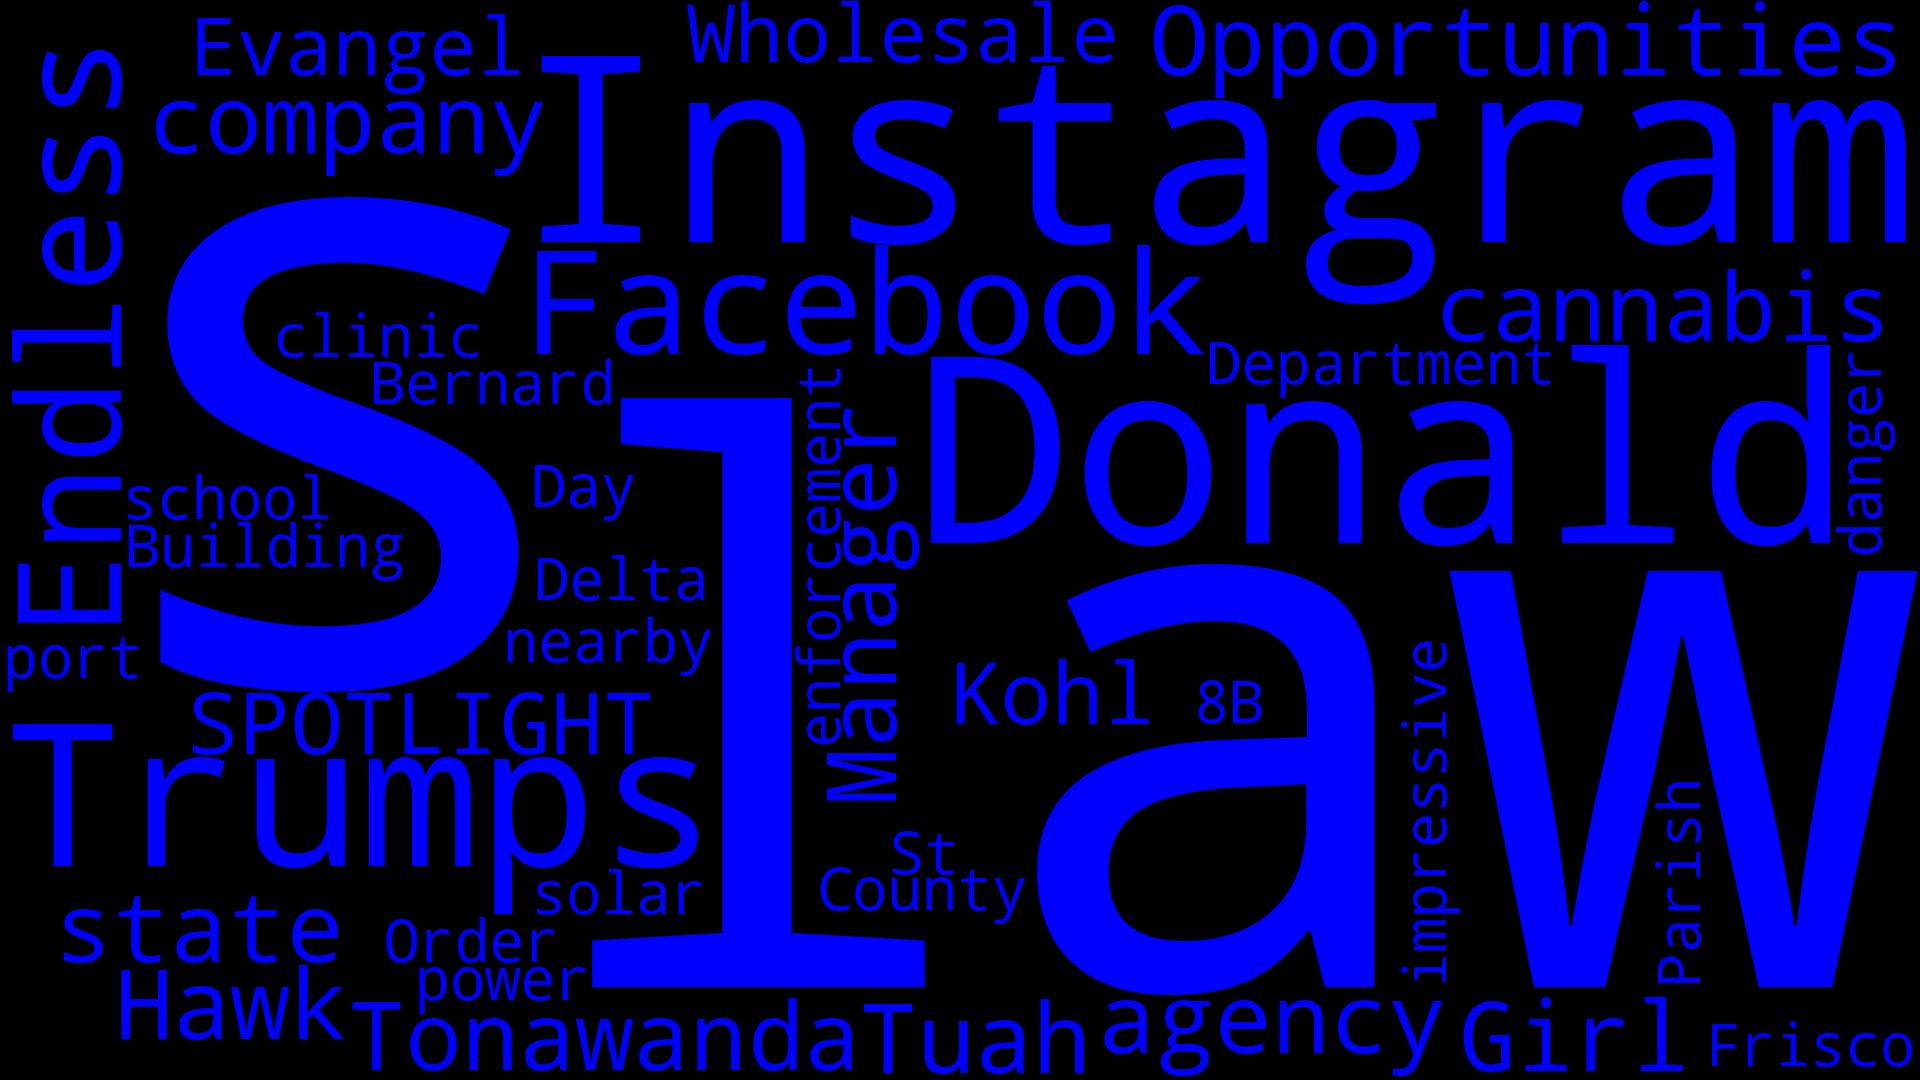 Evangel
Wholesale
Opportunities
company
Instagram
Endless
S
Facebook
cannabis
clinic
Department
Bernard
Donald
danger
law
enforcement
Manager
school
Day
Building
Delta
nearby
port
Kohl
8B
impressive
SPOTLIGHT
Trumps
Parish
St
County
solar
state
Order
power
Hawk
Tonawanda
Tuah
agency
Girl
Frisco